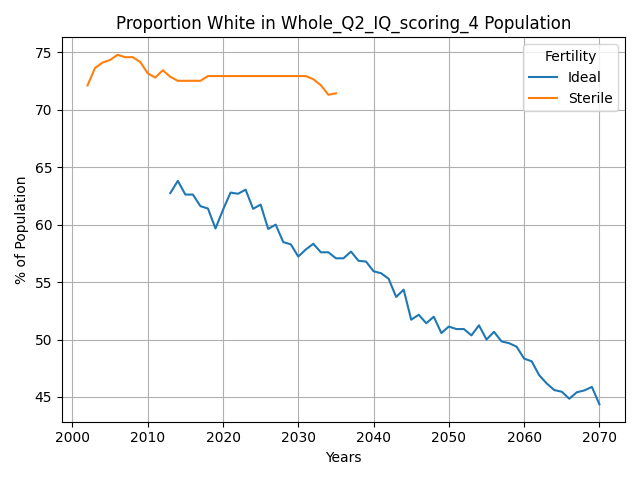 Proportion White in Whole_Q2_IQ_scoring_4 Population
Fertility
Ideal
Sterile
% of Population
75
70
65
60
55
50
45
2000 2010 2020 2030 2040 2050 2060 2070
Years